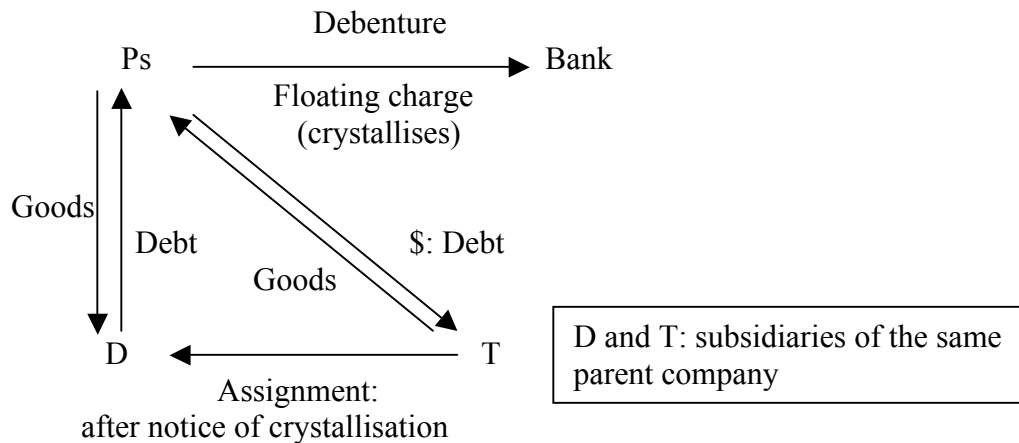 Debenture
Ps
Bank
Floating charge
(crystallises)
Goods
Debt
Goods
$: Debt
D
T
Assignment:
after notice of crystallisation
D and T: subsidiaries of the same
parent company